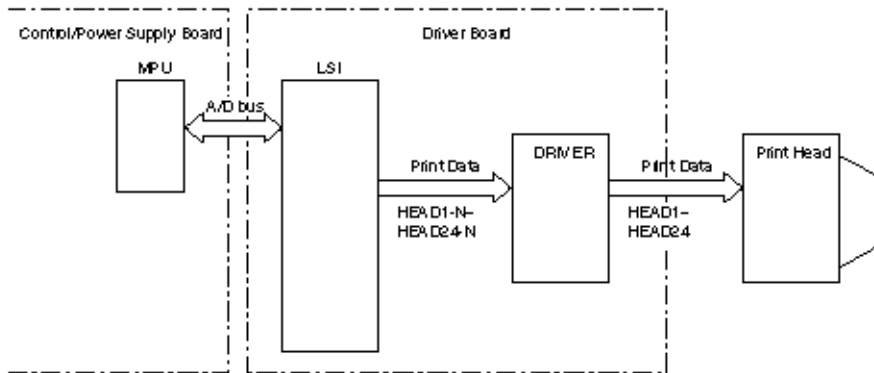 Control/Power Supply Board
Driver Board
MPU
LSI
A/D bus
DRIVER
Print Head
Print Data
Print Data
HEAD1-N–
HEAD24-N
HEAD1–
HEAD24